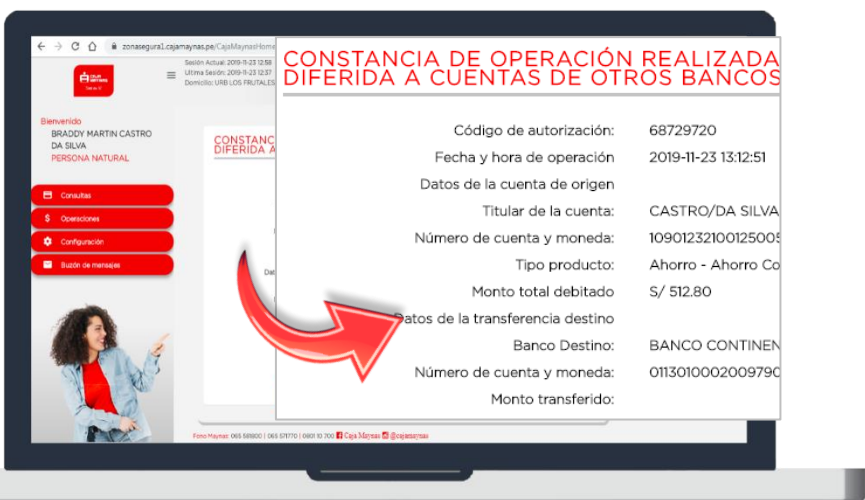 zonasegura1.cajamaynas.pe/CajaMaynasHome
Sesión Actual: 2019-11-23 12:58
Ultima Sesión: 2019-11-23 12:37
Domicilio: URB LOS FRUTALES
Bienvenido
BRADDY MARTIN CASTRO
DA SILVA
PERSONA NATURAL
Consultas
Operaciones
Configuración
Buzón de mensajes
CONSTANC
DIFERIDA A
Dat
CONSTANCIA DE OPERACIÓN REALIZADA
DIFERIDA A CUENTAS DE OTROS BANCOS
Código de autorización: 68729720
Fecha y hora de operación 2019-11-23 13:12:51
Datos de la cuenta de origen
Titular de la cuenta: CASTRO/DA SILVA
Número de cuenta y moneda: 10901232100125005
Tipo producto: Ahorro - Ahorro Co
Monto total debitado S/ 512.80
Datos de la transferencia destino
Banco Destino: BANCO CONTINEN
Número de cuenta y moneda: 0113010002009790
Monto transferido:
Fono Maynas: 065 581800 | 065 571770 | 0801 10 700 Caja Maynas @cajamaynas